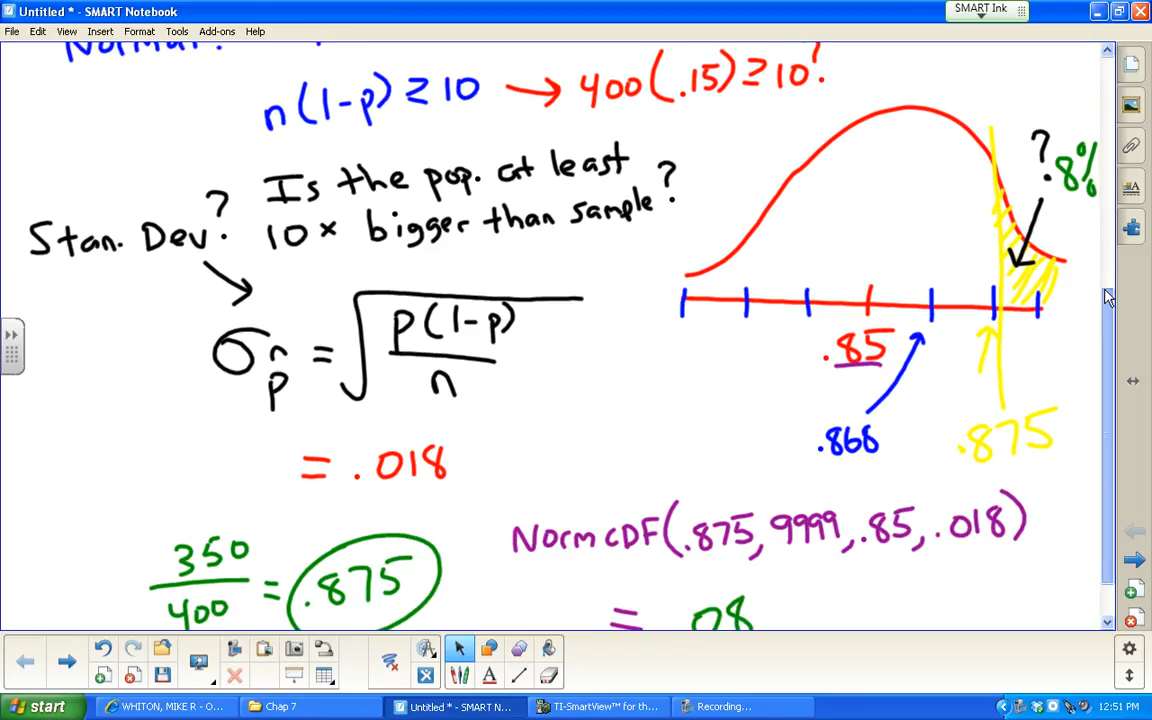 Untitled * - SMART Notebook
SMART Ink
File Edit View Insert Format Tools Add-ons Help
Normal?
n(1-p) ≥ 10 → 400(.15) ≥ 10?
Is the pop. at least
10× bigger than sample?
Stan. Dev?
σp̂ = √(p(1-p)/n)
= .018
350/400 = .875
?
.8%
.85
.868
.875
NormCDF(.875, 9999, .85, .018)
= .08
start
WHITON, MIKE R - O...
Chap 7
Untitled * - SMART N...
TI-SmartView™ for th...
Recording...
12:51 PM